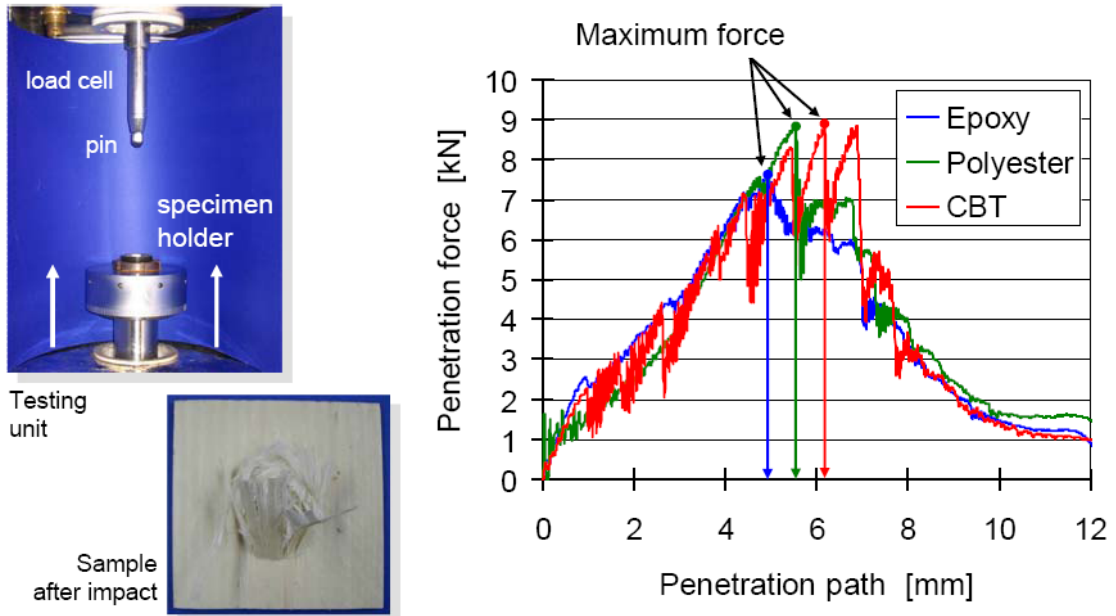 load cell
pin
specimen
holder
Testing
unit
Sample
after impact
Maximum force
Penetration force [kN]
10
9
8
7
6
5
4
3
2
1
0
Epoxy
Polyester
CBT
0 2 4 6 8 10 12
Penetration path [mm]